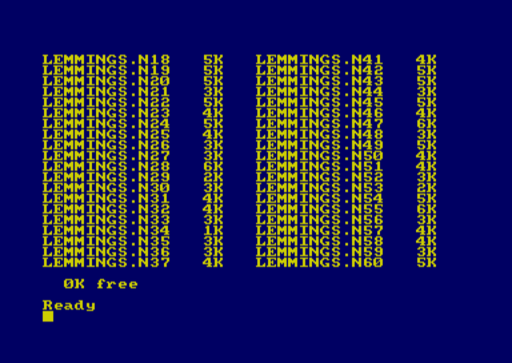 LEMMINGS.N18 5K LEMMINGS.N41 4K
LEMMINGS.N19 5K LEMMINGS.N42 5K
LEMMINGS.N20 5K LEMMINGS.N43 5K
LEMMINGS.N21 3K LEMMINGS.N44 3K
LEMMINGS.N22 5K LEMMINGS.N45 5K
LEMMINGS.N23 4K LEMMINGS.N46 4K
LEMMINGS.N24 5K LEMMINGS.N47 6K
LEMMINGS.N25 4K LEMMINGS.N48 3K
LEMMINGS.N26 3K LEMMINGS.N49 5K
LEMMINGS.N27 3K LEMMINGS.N50 4K
LEMMINGS.N28 6K LEMMINGS.N51 4K
LEMMINGS.N29 2K LEMMINGS.N52 3K
LEMMINGS.N30 3K LEMMINGS.N53 2K
LEMMINGS.N31 4K LEMMINGS.N54 5K
LEMMINGS.N32 4K LEMMINGS.N55 6K
LEMMINGS.N33 3K LEMMINGS.N56 3K
LEMMINGS.N34 1K LEMMINGS.N57 4K
LEMMINGS.N35 3K LEMMINGS.N58 4K
LEMMINGS.N36 3K LEMMINGS.N59 3K
LEMMINGS.N37 4K LEMMINGS.N60 5K
0K free
Ready